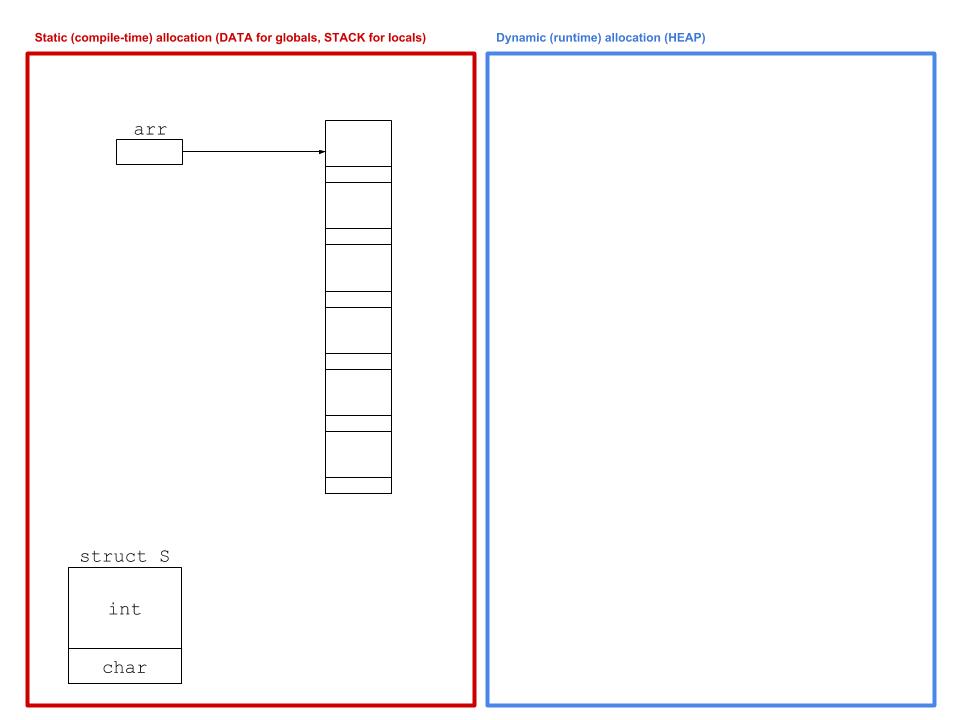 Static (compile-time) allocation (DATA for globals, STACK for locals)
Dynamic (runtime) allocation (HEAP)
arr
struct S
int
char